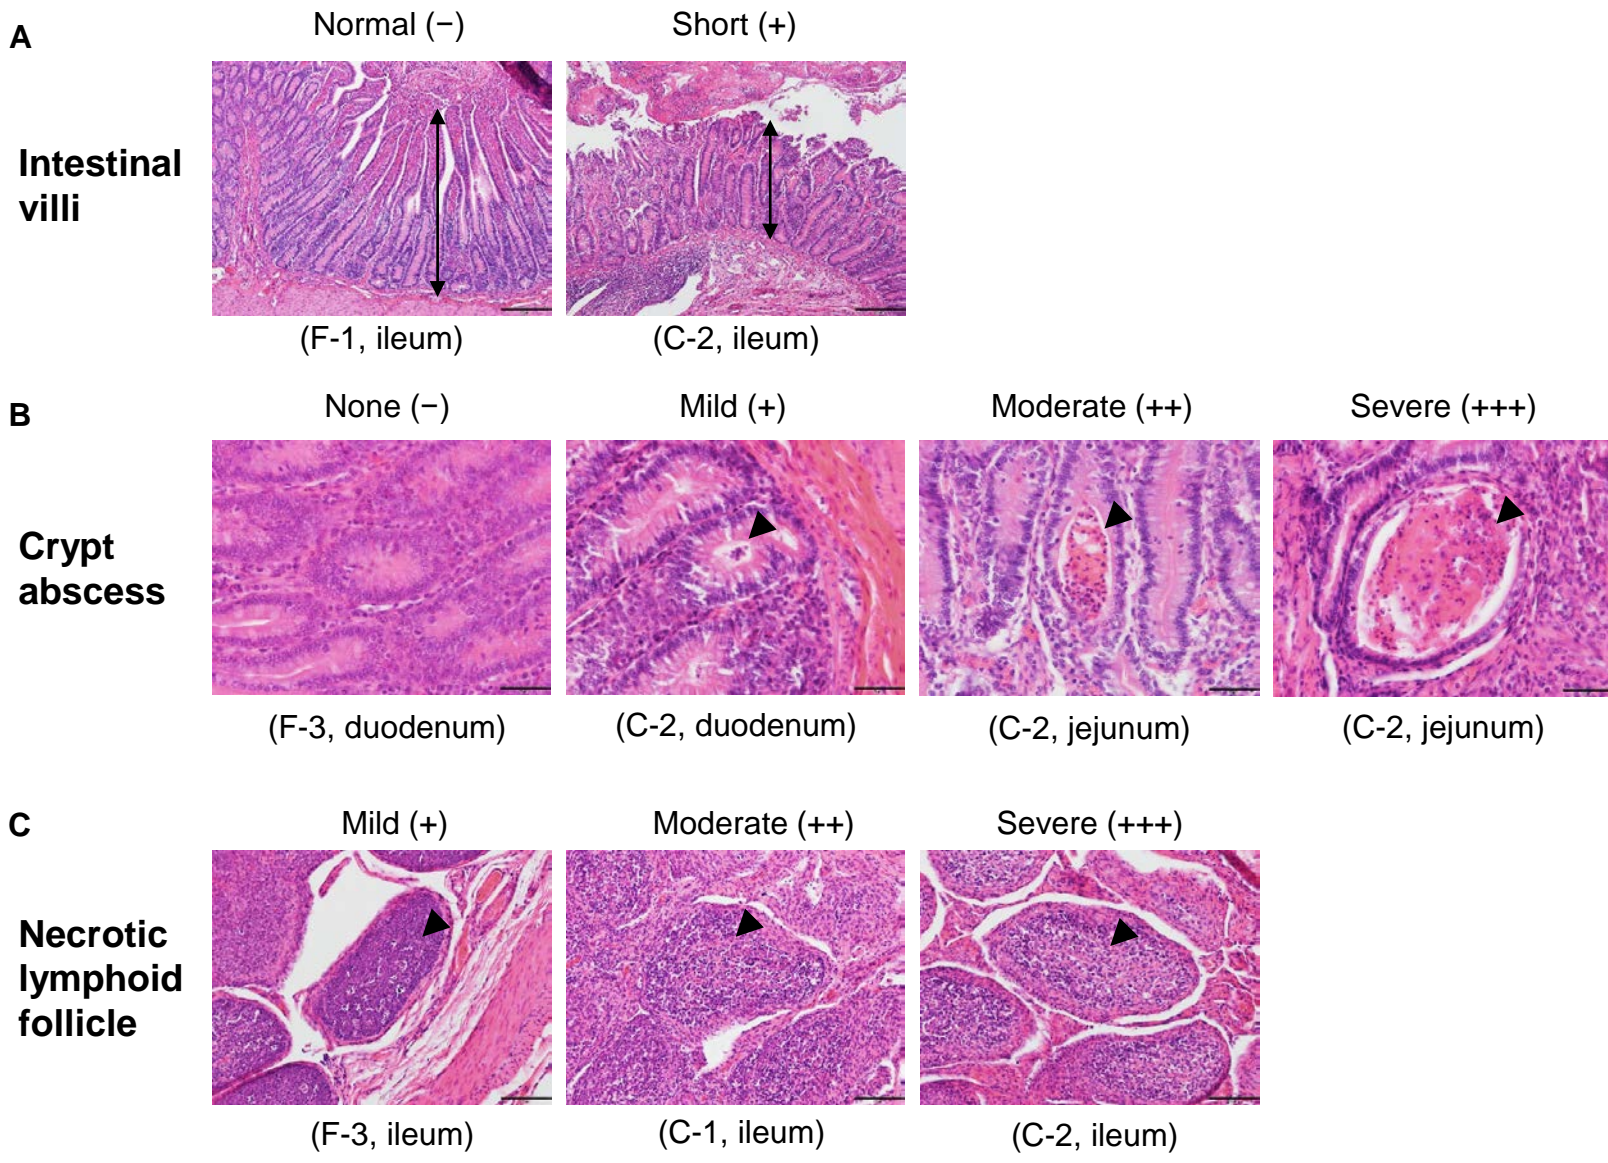 A
Normal (−)
Short (+)
Intestinal
villi
(F-1, ileum)
(C-2, ileum)
B
None (−)
Mild (+)
Moderate (++)
Severe (+++)
Crypt
abscess
(F-3, duodenum)
(C-2, duodenum)
(C-2, jejunum)
(C-2, jejunum)
C
Mild (+)
Moderate (++)
Severe (+++)
Necrotic
lymphoid
follicle
(F-3, ileum)
(C-1, ileum)
(C-2, ileum)